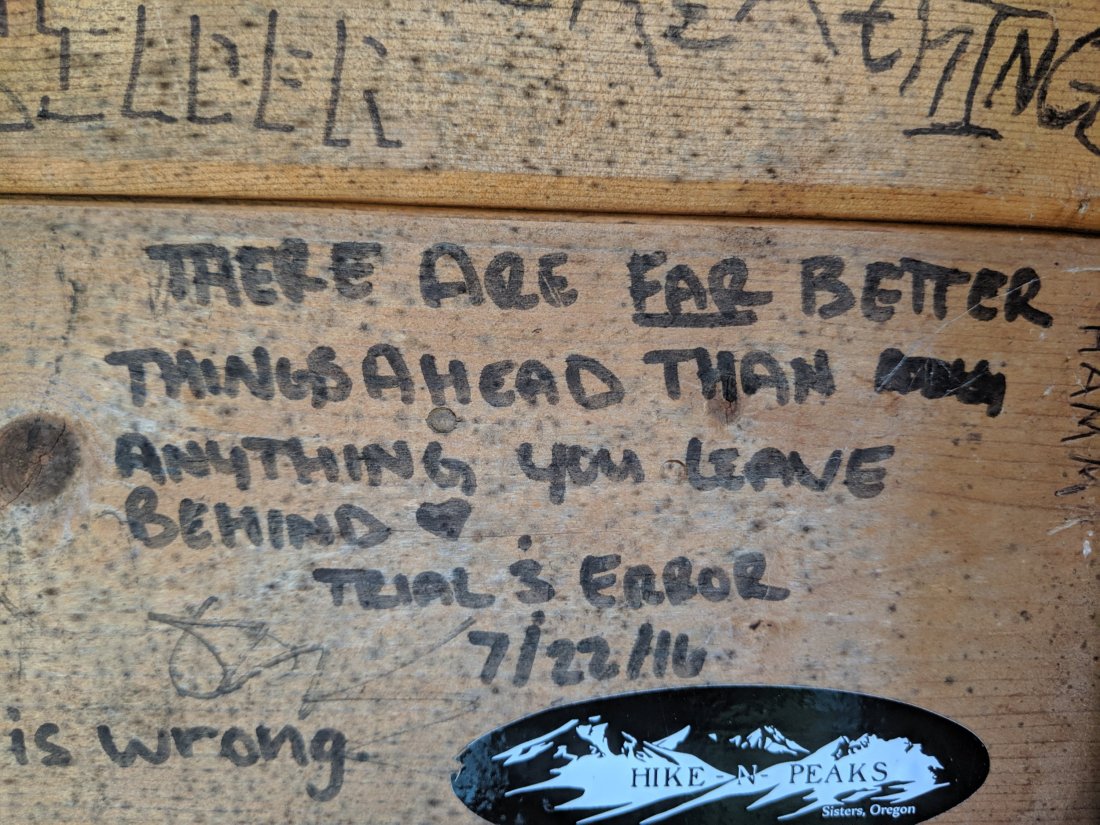 THERE ARE FAR BETTER
THINGS AHEAD THAN
ANYTHING YOU LEAVE
BEHIND ♥
TRIAL & ERROR
7/22/16
is wrong.
HIKE-N-PEAKS
Sisters, Oregon
HAMM